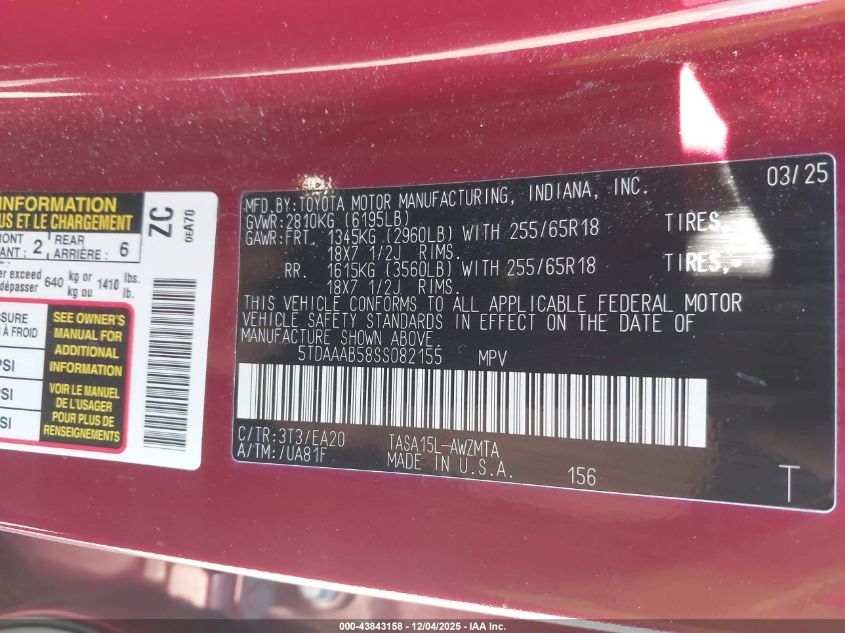 INFORMATION
US ET LE CHARGEMENT
2 REAR ARRIÈRE: 6
er exceed
dépasser 640 kg or ou 1410 lbs. lb.
À FROID
PSI
PSI
SEE OWNER'S
MANUAL FOR
ADDITIONAL
INFORMATION
VOIR LE MANUEL
DE L'USAGER
POUR PLUS DE
RENSEIGNEMENTS
ZC
0EA70
MFD.BY:TOYOTA MOTOR MANUFACTURING, INDIANA, INC. 03/25
GVWR:2810KG (6195LB)
GAWR:FRT. 1345KG (2960LB) WITH 255/65R18 TIRES,
18X7 1/2J RIMS.
RR. 1615KG (3560LB) WITH 255/65R18 TIRES,
18X7 1/2J RIMS.
THIS VEHICLE CONFORMS TO ALL APPLICABLE FEDERAL MOTOR
VEHICLE SAFETY STANDARDS IN EFFECT ON THE DATE OF
MANUFACTURE SHOWN ABOVE.
5TDAAAB58SS082155 MPV
C/TR:3T3/EA20 TASA15L-AWZMTA
A/TM:/UA81F MADE IN U.S.A. 156 T
000-43843158 - 12/04/2025 - IAA Inc.